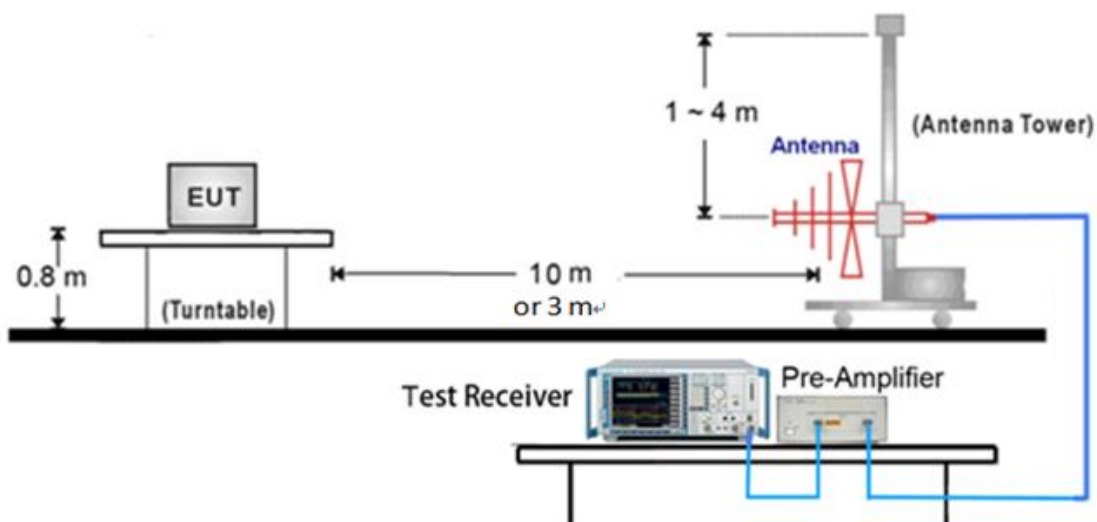 1 ~ 4 m
(Antenna Tower)
Antenna
EUT
0.8 m
(Turntable)
10 m
or 3 m↵
Test Receiver
Pre-Amplifier